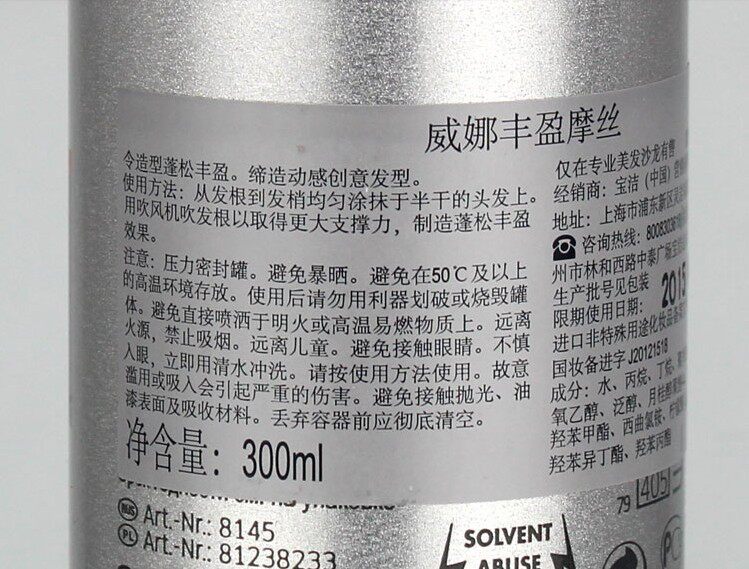 威娜丰盈摩丝
令造型蓬松丰盈。缔造动感创意发型。
使用方法：从发根到发梢均匀涂抹于半干的头发上。
用吹风机吹发根以取得更大支撑力，制造蓬松丰盈
效果。
注意：压力密封罐。避免暴晒。避免在50℃及以上
的高温环境存放。使用后请勿用利器划破或烧毁罐
体。避免直接喷洒于明火或高温易燃物质上。远离
火源，禁止吸烟。远离儿童。避免接触眼睛。不慎
入眼，立即用清水冲洗。请按使用方法使用。故意
滥用或吸入会引起严重的伤害。避免接触抛光、油
漆表面及吸收材料。丢弃容器前应彻底清空。
净含量：300ml
仅在专业美发沙龙有售
经销商：宝洁（中国）营
地址：上海市浦东新区
咨询热线：80083038
州市林和西路中泰广场
生产批号见包装
限期使用日期：2015
进口非特殊用途化妆品备
国妆备进字J20121518
成分：水、丙烷、丁烷、
氧乙醇、泛醇、月桂
羟苯甲酯、西曲氯铵、柠
羟苯异丁酯、羟苯丙酯
RUS Art.-Nr.: 8145
PL Art.-Nr.: 81238233
SOLVENT
ABUSE
79
405
PC